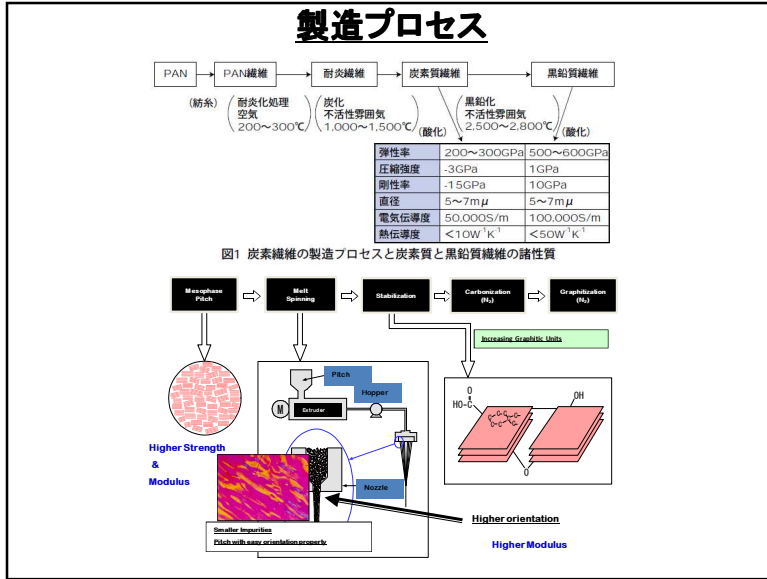 製造プロセス
PAN
PAN繊維
耐炎繊維
炭素質繊維
黒鉛質繊維
(紡糸)
耐炎化処理
空気
200〜300℃
炭化
不活性雰囲気
1,000〜1,500℃
(酸化)
黒鉛化
不活性雰囲気
2,500〜2,800℃
(酸化)
弾性率 200〜300GPa 500〜600GPa
圧縮強度 -3GPa 1GPa
剛性率 -15GPa 10GPa
直径 5〜7mμ 5〜7mμ
電気伝導度 50,000S/m 100,000S/m
熱伝導度 <10W⁻¹K⁻¹ <50W⁻¹K⁻¹
図1 炭素繊維の製造プロセスと炭素質と黒鉛質繊維の諸性質
Mesophase
Pitch
Melt
Spinning
Stabilization
Carbonization
(N₂)
Graphitization
(N₂)
Increasing Graphitic Units
Pitch
Hopper
M
Extruder
Nozzle
Higher Strength
&
Modulus
Smaller Impurities
Pitch with easy orientation property
O
HO-C
OH
C-C-C-C-C-C-
O
Higher orientation
Higher Modulus